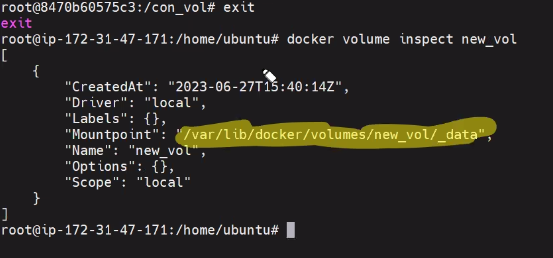 root@8470b60575c3:/con_vol# exit
exit
root@ip-172-31-47-171:/home/ubuntu# docker volume inspect new_vol
[
    {
        "CreatedAt": "2023-06-27T15:40:14Z",
        "Driver": "local",
        "Labels": {},
        "Mountpoint": "/var/lib/docker/volumes/new_vol/_data",
        "Name": "new_vol",
        "Options": {},
        "Scope": "local"
    }
]
root@ip-172-31-47-171:/home/ubuntu#